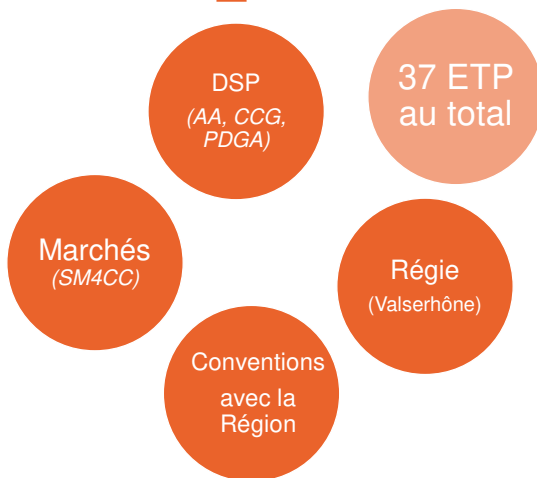 DSP
(AA, CCG,
PDGA)
37 ETP
au total
Marchés
(SM4CC)
Régie
(Valserhône)
Conventions
avec la
Région